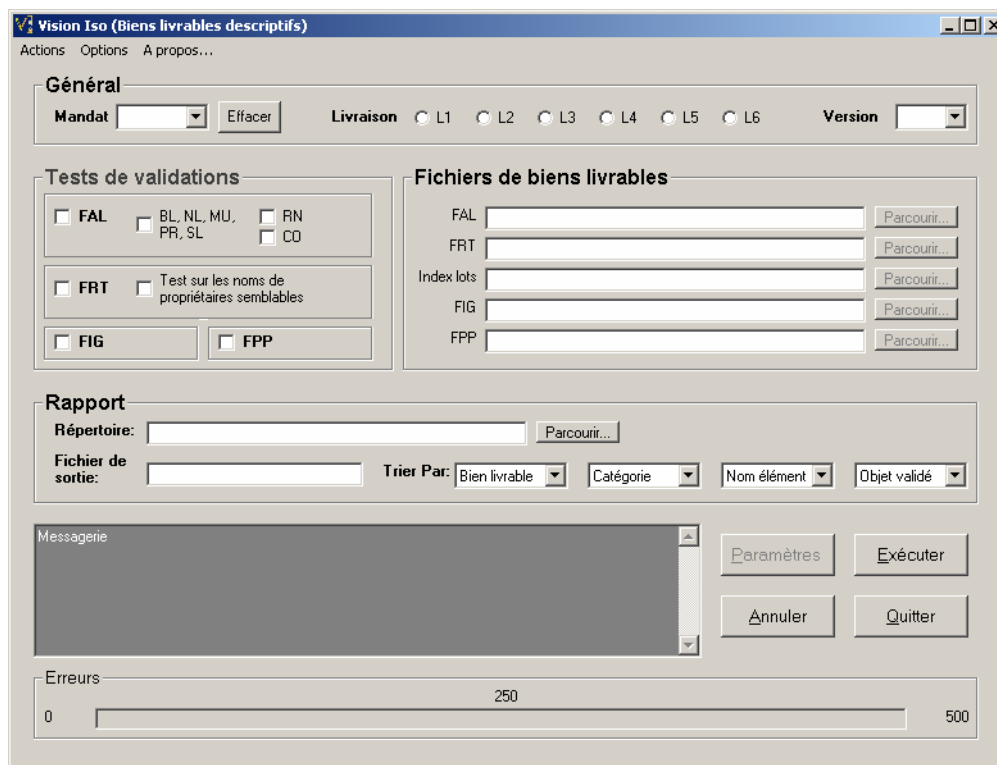 Vision Iso (Biens livrables descriptifs)
Actions Options A propos...
Général
Mandat Effacer Livraison L1 L2 L3 L4 L5 L6 Version
Tests de validations
FAL BL, NL, MU, RN
PR, SL CO
FRT Test sur les noms de
propriétaires semblables
FIG FPP
Fichiers de biens livrables
FAL Parcourir...
FRT Parcourir...
Index lots Parcourir...
FIG Parcourir...
FPP Parcourir...
Rapport
Répertoire: Parcourir...
Fichier de
sortie: Trier Par: Bien livrable Catégorie Nom élément Objet validé
Messagerie
Paramètres Exécuter
Annuler Quitter
Erreurs
250
0 500